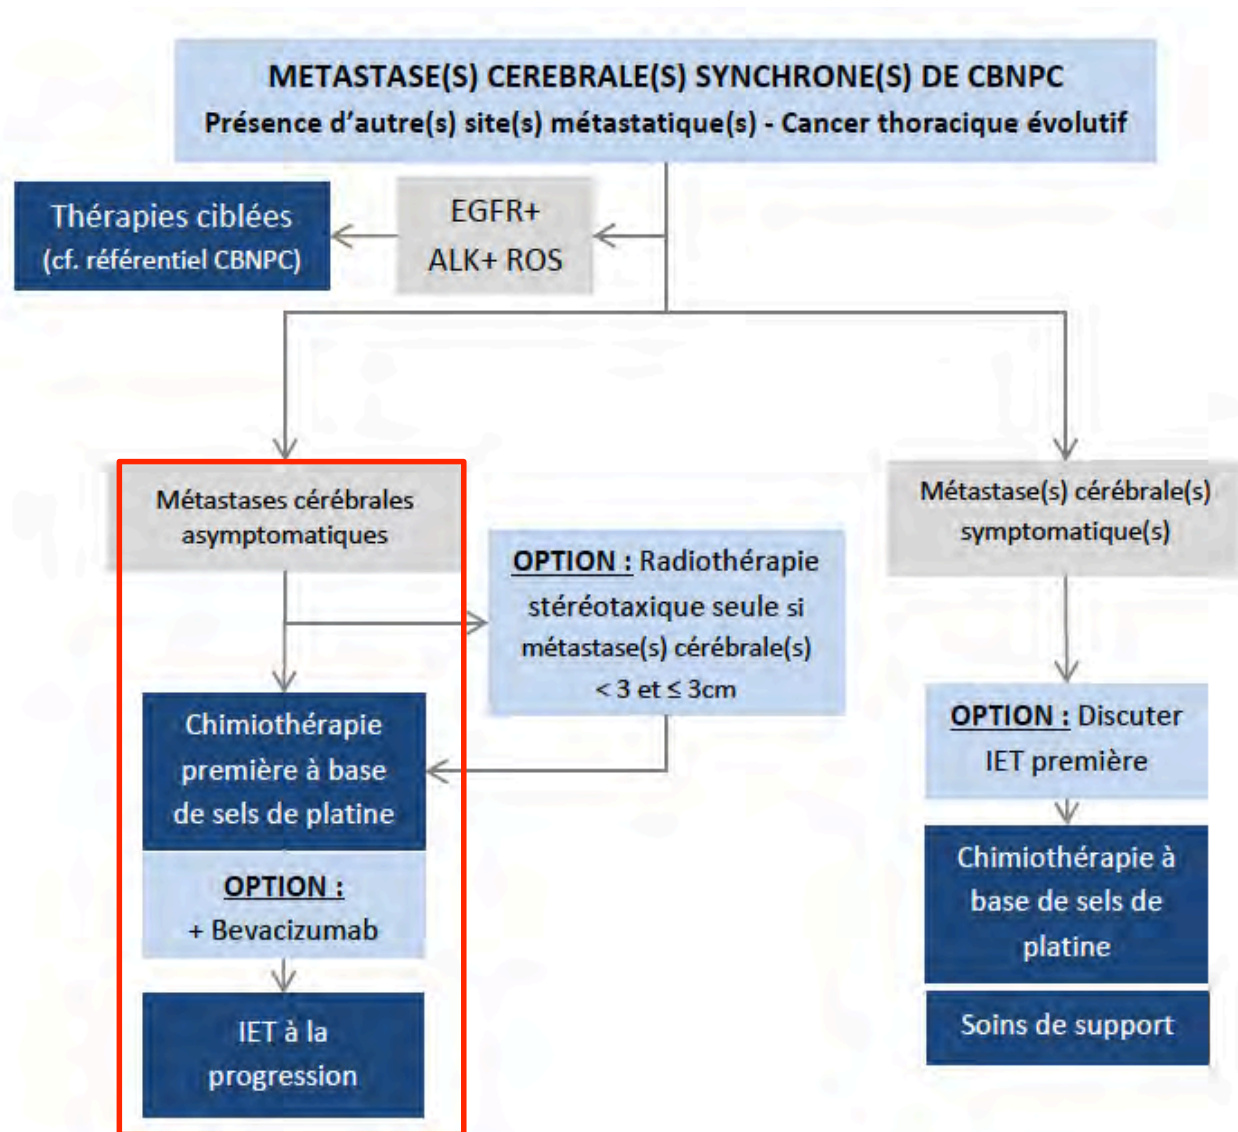 METASTASE(S) CEREBRALE(S) SYNCHRONE(S) DE CBNPC
Présence d'autre(s) site(s) métastatique(s) - Cancer thoracique évolutif
Thérapies ciblées
(cf. référentiel CBNPC)
EGFR+
ALK+ ROS
Métastases cérébrales
asymptomatiques
OPTION : Radiothérapie
stéréotaxique seule si
métastase(s) cérébrale(s)
< 3 et ≤ 3cm
Chimiothérapie
première à base
de sels de platine
OPTION :
+ Bevacizumab
IET à la
progression
Métastase(s) cérébrale(s)
symptomatique(s)
OPTION : Discuter
IET première
Chimiothérapie à
base de sels de
platine
Soins de support